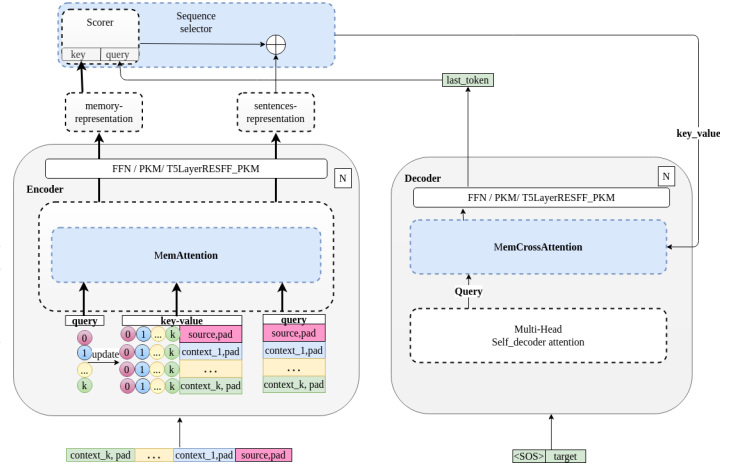 Scorer
Sequence
selector
key
query
last_token
memory-
representation
sentences-
representation
key_value
FFN / PKM/ T5LayerRESFF_PKM
N
Encoder
MemAttention
query
key-value
query
0
0 1 ... k source,pad
source,pad
1
update
0 1 ... k context_1,pad
context_1,pad
...
0 1 ... k ...
...
k
0 1 ... k context_k,pad
context_k, pad
context_k, pad ... context_1,pad source,pad
Decoder
N
FFN / PKM/ T5LayerRESFF_PKM
MemCrossAttention
Query
Multi-Head
Self_decoder attention
<SOS> target